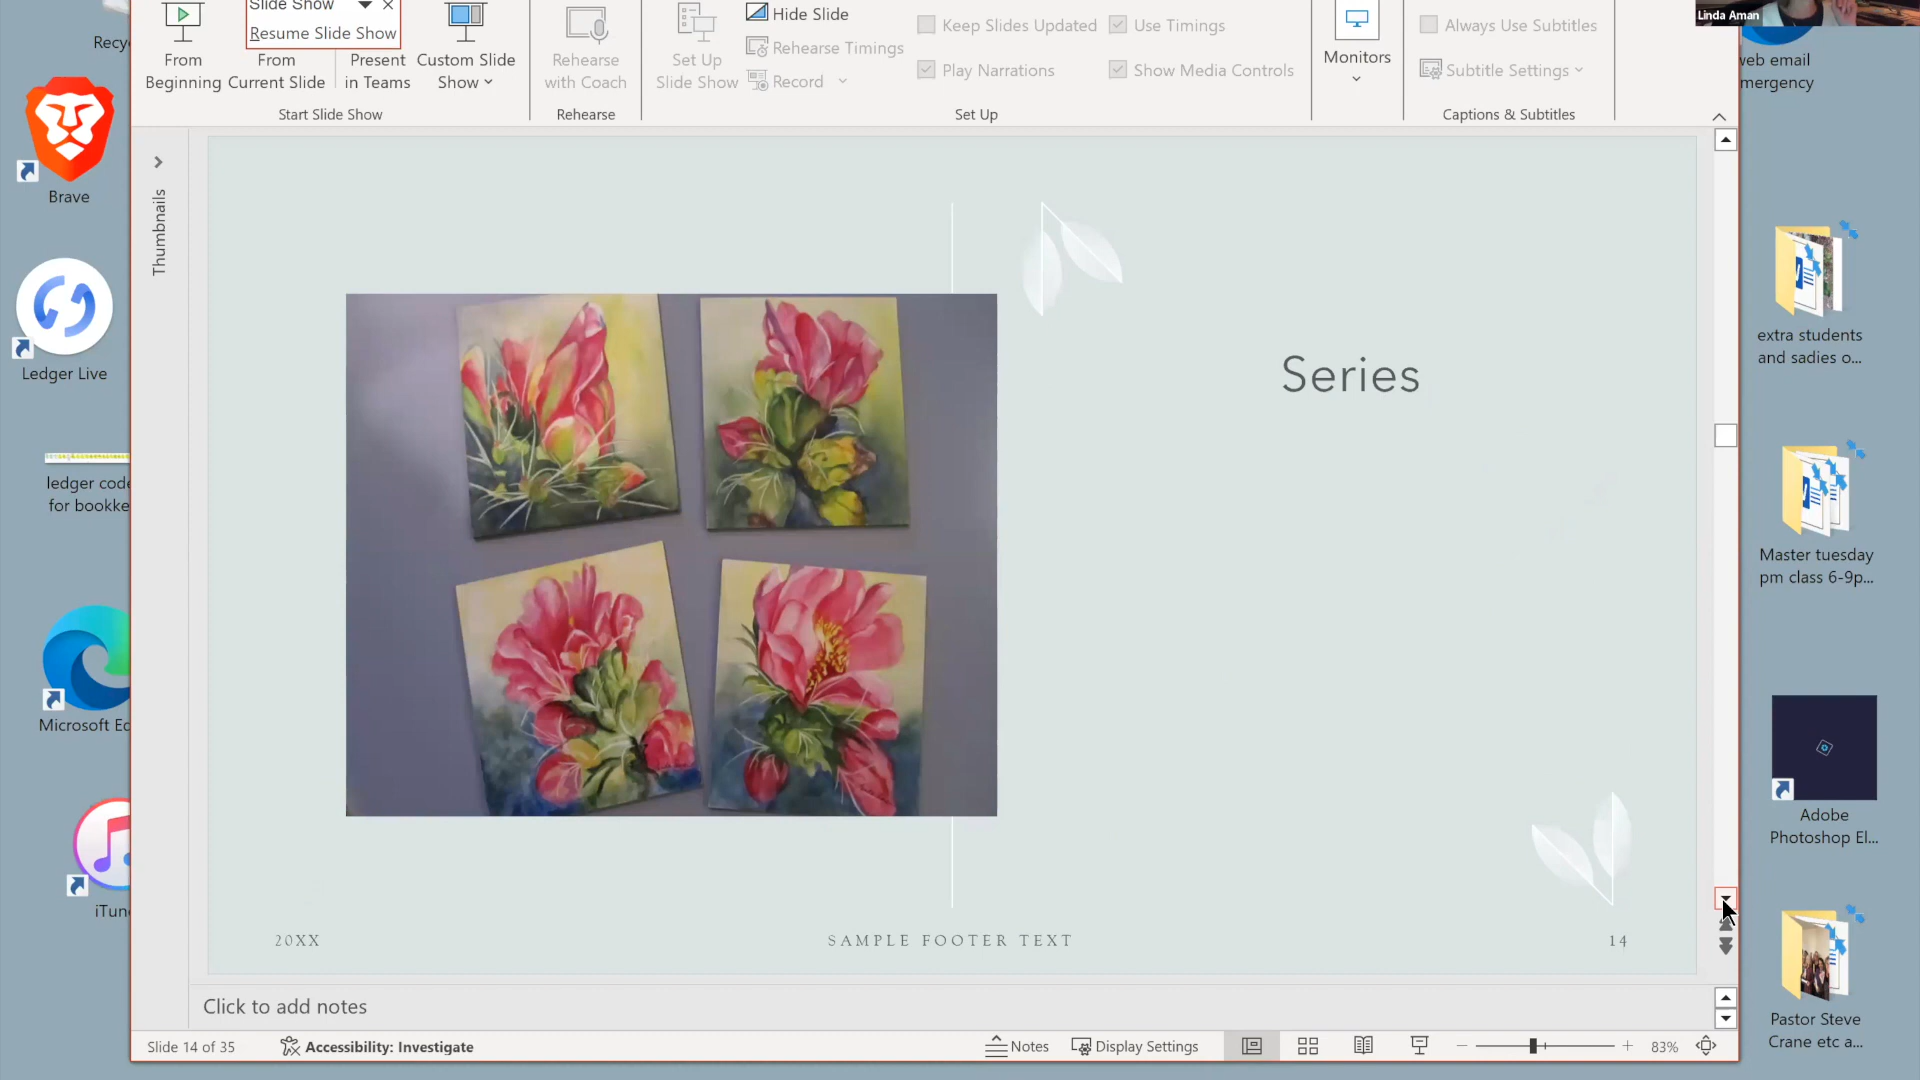 Slide Show
Resume Slide Show
From Beginning
From Current Slide
Present in Teams
Custom Slide Show
Start Slide Show
Rehearse with Coach
Rehearse
Set Up Slide Show
Hide Slide
Rehearse Timings
Record
Keep Slides Updated
Play Narrations
Use Timings
Show Media Controls
Set Up
Monitors
Always Use Subtitles
Subtitle Settings
Captions & Subtitles
Linda Aman
Recy
Brave
Ledger Live
ledger code
for bookke
Microsoft Ed
iTun
Thumbnails
Series
20XX
SAMPLE FOOTER TEXT
14
Click to add notes
Slide 14 of 35
Accessibility: Investigate
Notes
Display Settings
83%
web email
mergency
extra students
and sadies o...
Master tuesday
pm class 6-9p...
Adobe
Photoshop El...
Pastor Steve
Crane etc a...